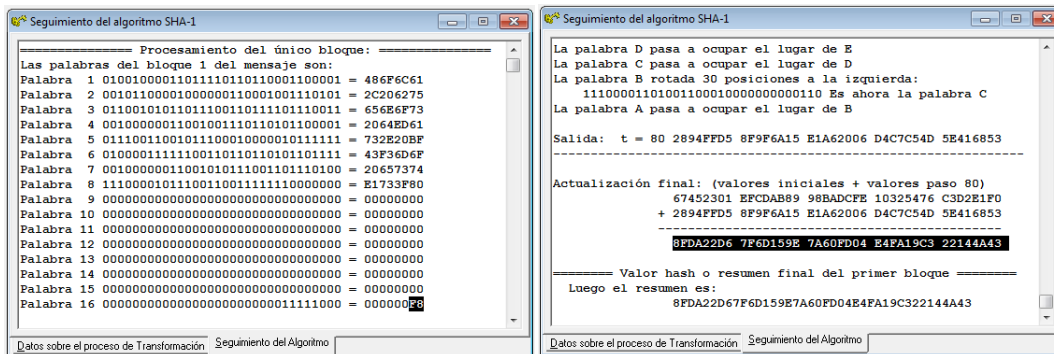 Seguimiento del algoritmo SHA-1
=============== Procesamiento del único bloque: ===============
Las palabras del bloque 1 del mensaje son:
Palabra 1 01001000011011110110110001100001 = 486F6C61
Palabra 2 00101100001000000110001001110101 = 2C206275
Palabra 3 01100101011011100110111101110011 = 656E6F73
Palabra 4 00100000011001001110110101100001 = 2064ED61
Palabra 5 01110011001011100010000010111111 = 732E20BF
Palabra 6 01000011111100110110110101101111 = 43F36D6F
Palabra 7 00100000011001010111001101110100 = 20657374
Palabra 8 11100001011100110011111110000000 = E1733F80
Palabra 9 00000000000000000000000000000000 = 00000000
Palabra 10 00000000000000000000000000000000 = 00000000
Palabra 11 00000000000000000000000000000000 = 00000000
Palabra 12 00000000000000000000000000000000 = 00000000
Palabra 13 00000000000000000000000000000000 = 00000000
Palabra 14 00000000000000000000000000000000 = 00000000
Palabra 15 00000000000000000000000000000000 = 00000000
Palabra 16 00000000000000000000000011111000 = 000000F8
Datos sobre el proceso de Transformación Seguimiento del Algoritmo
Seguimiento del algoritmo SHA-1
La palabra D pasa a ocupar el lugar de E
La palabra C pasa a ocupar el lugar de D
La palabra B rotada 30 posiciones a la izquierda:
11100001101001100010000000000110 Es ahora la palabra C
La palabra A pasa a ocupar el lugar de B
Salida: t = 80 2894FFD5 8F9F6A15 E1A62006 D4C7C54D 5E416853
Actualización final: (valores iniciales + valores paso 80)
67452301 EFCDAB89 98BADCFE 10325476 C3D2E1F0
+ 2894FFD5 8F9F6A15 E1A62006 D4C7C54D 5E416853
8FDA22D6 7F6D159E 7A60FD04 E4FA19C3 22144A43
======== Valor hash o resumen final del primer bloque ========
Luego el resumen es:
8FDA22D67F6D159E7A60FD04E4FA19C322144A43
Datos sobre el proceso de Transformación Seguimiento del Algoritmo